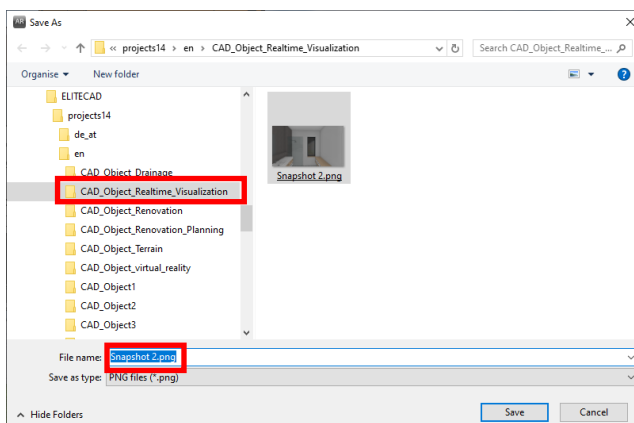 AR Save As
« projects14 › en › CAD_Object_Realtime_Visualization
Search CAD_Object_Realtime_...
Organise New folder
ELITECAD
projects14
de_at
en
CAD_Object_Drainage
CAD_Object_Realtime_Visualization
CAD_Object_Renovation
CAD_Object_Renovation_Planning
CAD_Object_Terrain
CAD_Object_virtual_reality
CAD_Object1
CAD_Object2
CAD_Object3
Snapshot 2.png
File name: Snapshot 2.png
Save as type: PNG files (*.png)
Hide Folders
Save Cancel